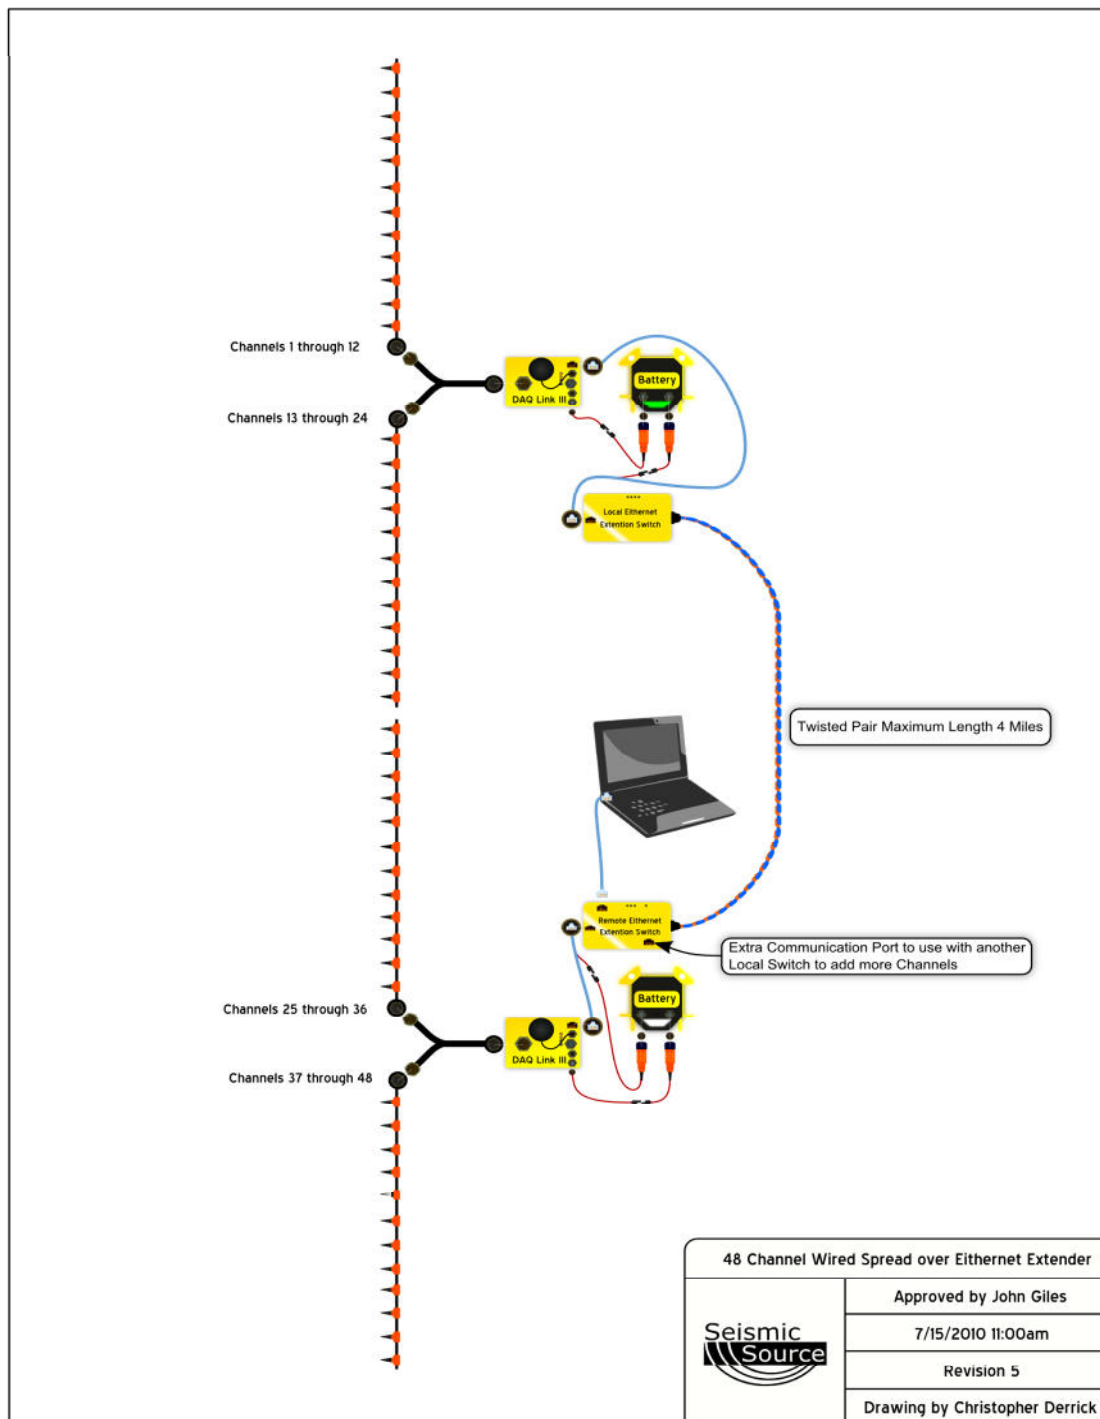 Channels 1 through 12
Battery
DAQ Link III
Channels 13 through 24
Local Eithernet
Extention Switch
Twisted Pair Maximum Length 4 Miles
Remote Eithernet
Extention Switch
Extra Communication Port to use with another
Local Switch to add more Channels
Battery
Channels 25 through 36
DAQ Link III
Channels 37 through 48
48 Channel Wired Spread over Eithernet Extender
Seismic
Source
Approved by John Giles
7/15/2010 11:00am
Revision 5
Drawing by Christopher Derrick